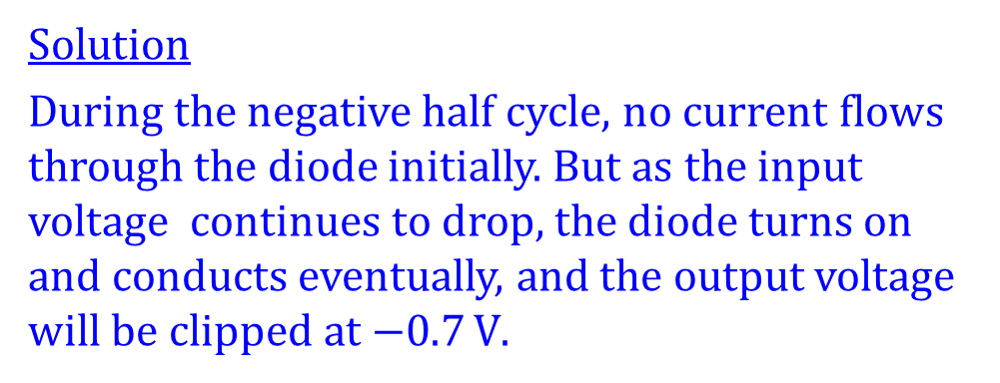 Solution
During the negative half cycle, no current flows
through the diode initially. But as the input
voltage  continues to drop, the diode turns on
and conducts eventually, and the output voltage
will be clipped at −0.7 V.